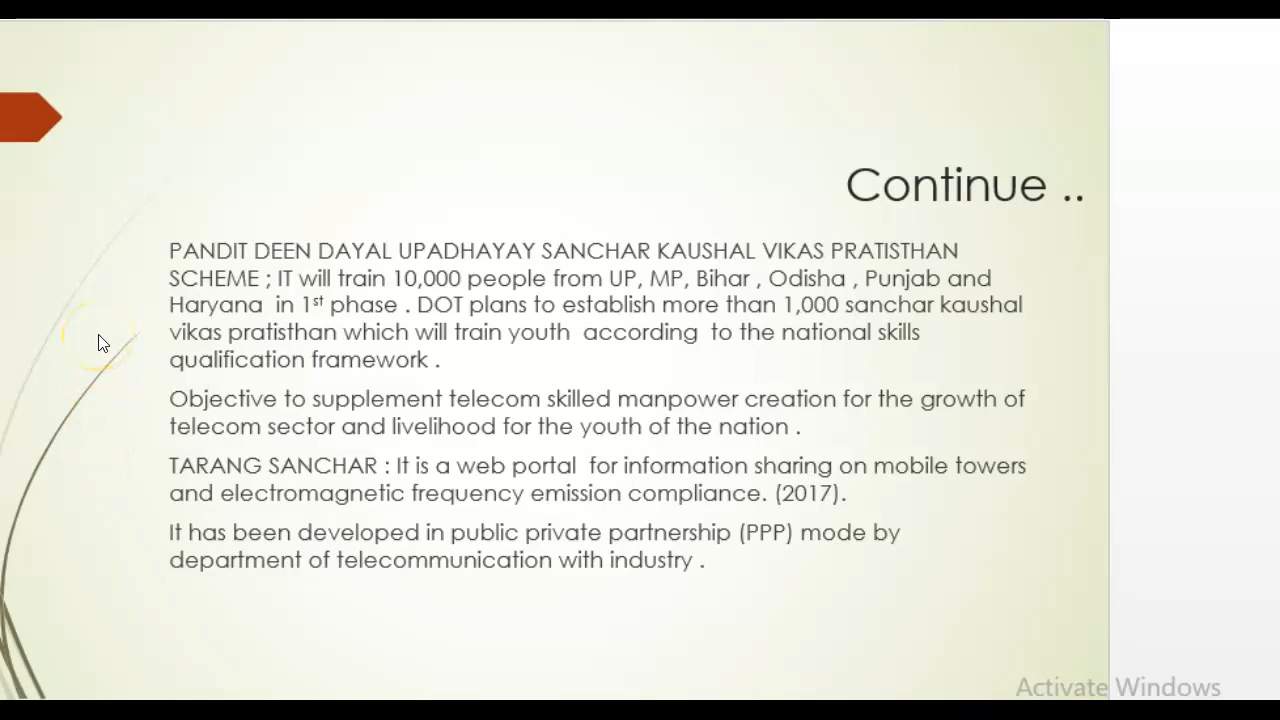 Continue ..
PANDIT DEEN DAYAL UPADHAYAY SANCHAR KAUSHAL VIKAS PRATISTHAN
SCHEME ; IT will train 10,000 people from UP, MP, Bihar , Odisha , Punjab and
Haryana in 1st phase . DOT plans to establish more than 1,000 sanchar kaushal
vikas pratisthan which will train youth according to the national skills
qualification framework .
Objective to supplement telecom skilled manpower creation for the growth of
telecom sector and livelihood for the youth of the nation .
TARANG SANCHAR : It is a web portal for information sharing on mobile towers
and electromagnetic frequency emission compliance. (2017).
It has been developed in public private partnership (PPP) mode by
department of telecommunication with industry .
Activate Windows